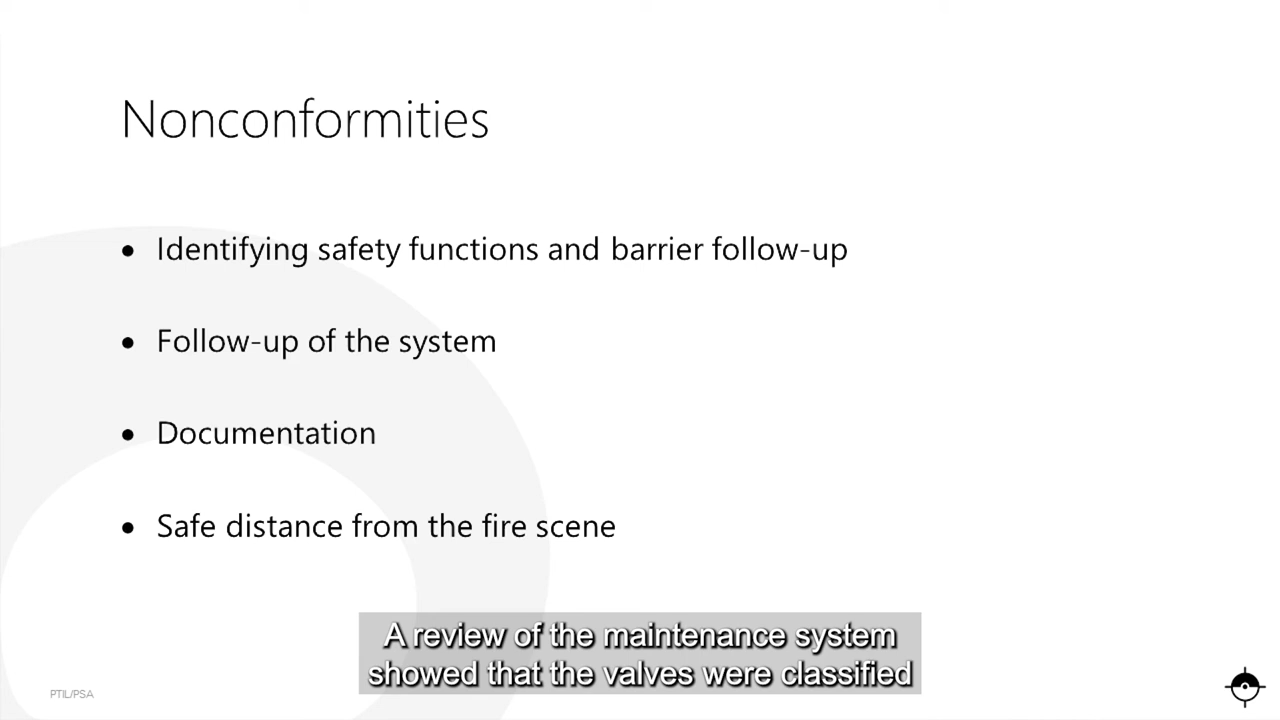 Nonconformities
• Identifying safety functions and barrier follow-up
• Follow-up of the system
• Documentation
• Safe distance from the fire scene
A review of the maintenance system
showed that the valves were classified
PTIL/PSA